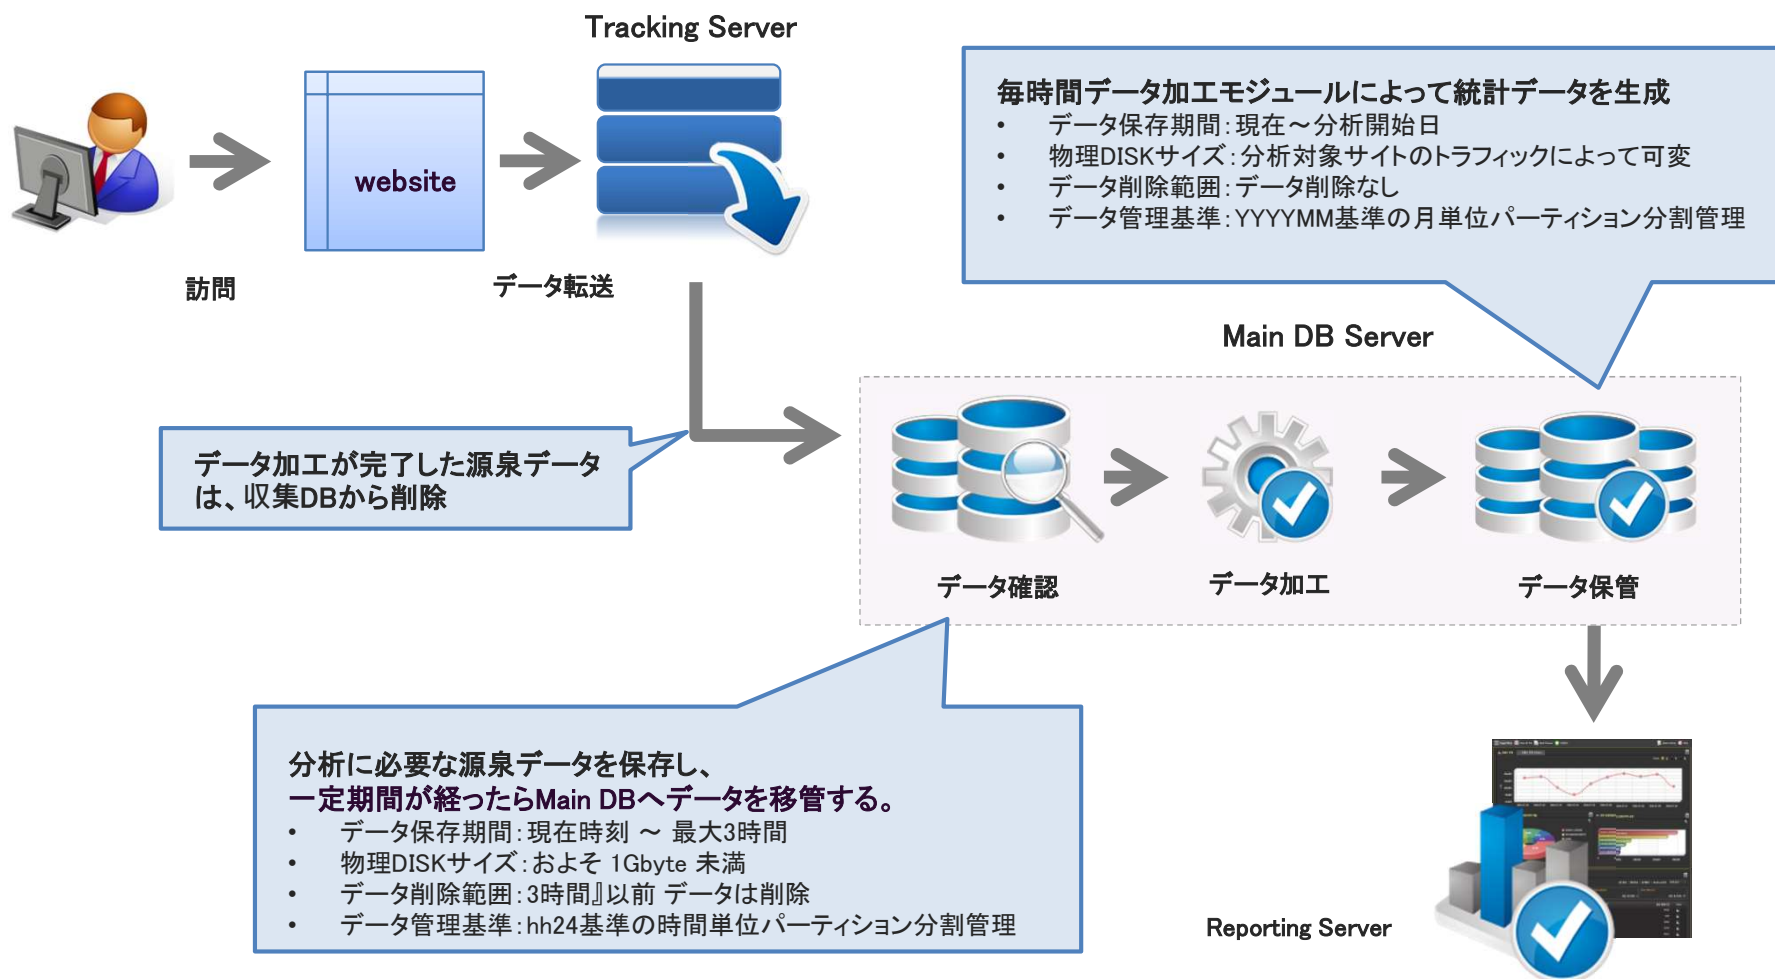 Tracking Server
website
訪問
データ転送
毎時間データ加工モジュールによって統計データを生成
• データ保存期間：現在～分析開始日
• 物理DISKサイズ：分析対象サイトのトラフィックによって可変
• データ削除範囲：データ削除なし
• データ管理基準：YYYYMM基準の月単位パーティション分割管理
Main DB Server
データ加工が完了した源泉データ
は、収集DBから削除
データ確認
データ加工
データ保管
分析に必要な源泉データを保存し、
一定期間が経ったらMain DBへデータを移管する。
• データ保存期間：現在時刻 ～ 最大3時間
• 物理DISKサイズ：およそ 1Gbyte 未満
• データ削除範囲：3時間』以前 データは削除
• データ管理基準：hh24基準の時間単位パーティション分割管理
Reporting Server